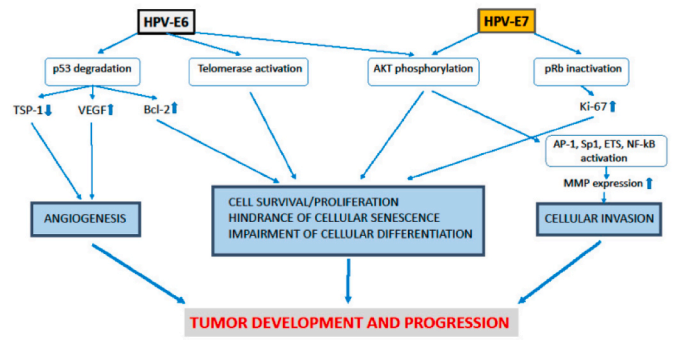 HPV-E6
HPV-E7
p53 degradation
Telomerase activation
AKT phosphorylation
pRb inactivation
TSP-1
VEGF
Bcl-2
Ki-67
AP-1, Sp1, ETS, NF-kB
activation
MMP expression
ANGIOGENESIS
CELL SURVIVAL/PROLIFERATION
HINDRANCE OF CELLULAR SENESCENCE
IMPAIRMENT OF CELLULAR DIFFERENTIATION
CELLULAR INVASION
TUMOR DEVELOPMENT AND PROGRESSION